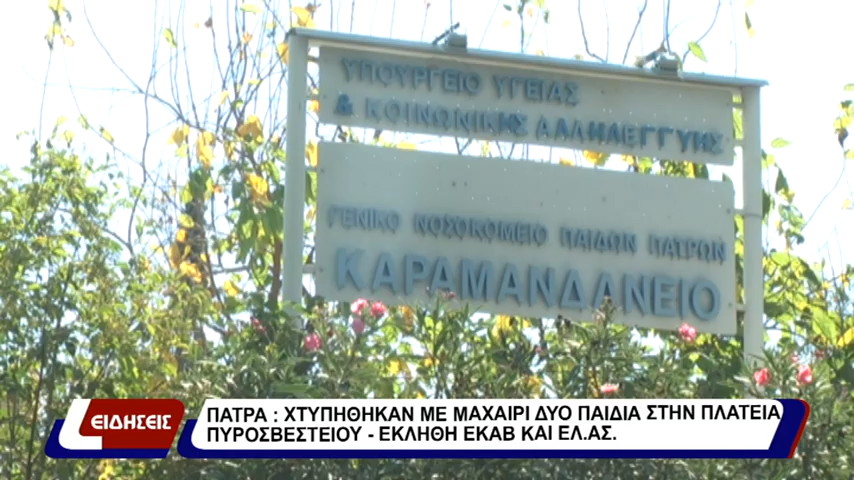 ΥΠΟΥΡΓΕΙΟ ΥΓΕΙΑΣ
& ΚΟΙΝΩΝΙΚΗΣ ΑΛΛΗΛΕΓΓΥΗΣ
ΓΕΝΙΚΟ ΝΟΣΟΚΟΜΕΙΟ ΠΑΙΔΩΝ ΠΑΤΡΩΝ
ΚΑΡΑΜΑΝΔΑΝΕΙΟ
ΕΙΔΗΣΕΙΣ
ΠΑΤΡΑ : ΧΤΥΠΗΘΗΚΑΝ ΜΕ ΜΑΧΑΙΡΙ ΔΥΟ ΠΑΙΔΙΑ ΣΤΗΝ ΠΛΑΤΕΙΑ
ΠΥΡΟΣΒΕΣΤΕΙΟΥ - ΕΚΛΗΘΗ ΕΚΑΒ ΚΑΙ ΕΛ.ΑΣ.